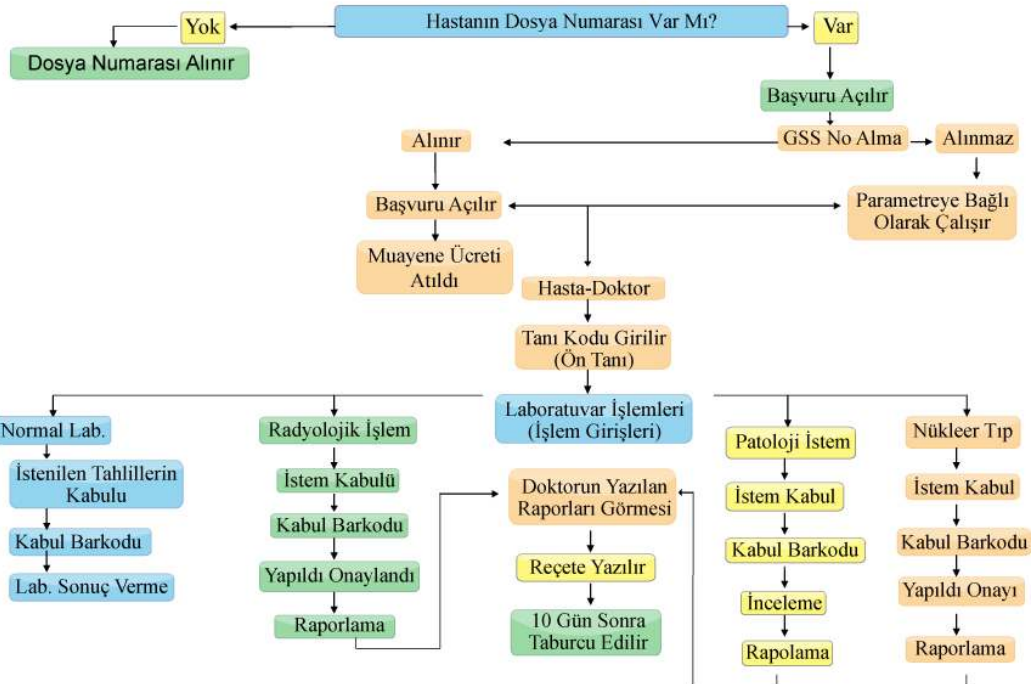 Hastanın Dosya Numarası Var Mı?
Yok
Var
Dosya Numarası Alınır
Başvuru Açılır
Alınır
GSS No Alma
Alınmaz
Başvuru Açılır
Parametreye Bağlı
Olarak Çalışır
Muayene Ücreti
Atıldı
Hasta-Doktor
Tanı Kodu Girilir
(Ön Tanı)
Laboratuvar İşlemleri
(İşlem Girişleri)
Normal Lab.
İstenilen Tahlillerin
Kabulu
Kabul Barkodu
Lab. Sonuç Verme
Radyolojik İşlem
İstem Kabulü
Kabul Barkodu
Yapıldı Onaylandı
Raporlama
Doktorun Yazılan
Raporları Görmesi
Reçete Yazılır
10 Gün Sonra
Taburcu Edilir
Patoloji İstem
İstem Kabul
Kabul Barkodu
İnceleme
Rapolama
Nükleer Tıp
İstem Kabul
Kabul Barkodu
Yapıldı Onayı
Raporlama